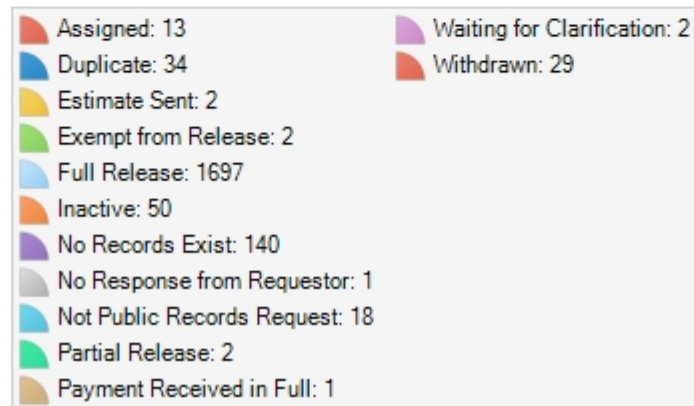 Assigned: 13
Duplicate: 34
Estimate Sent: 2
Exempt from Release: 2
Full Release: 1697
Inactive: 50
No Records Exist: 140
No Response from Requestor: 1
Not Public Records Request: 18
Partial Release: 2
Payment Received in Full: 1
Waiting for Clarification: 2
Withdrawn: 29